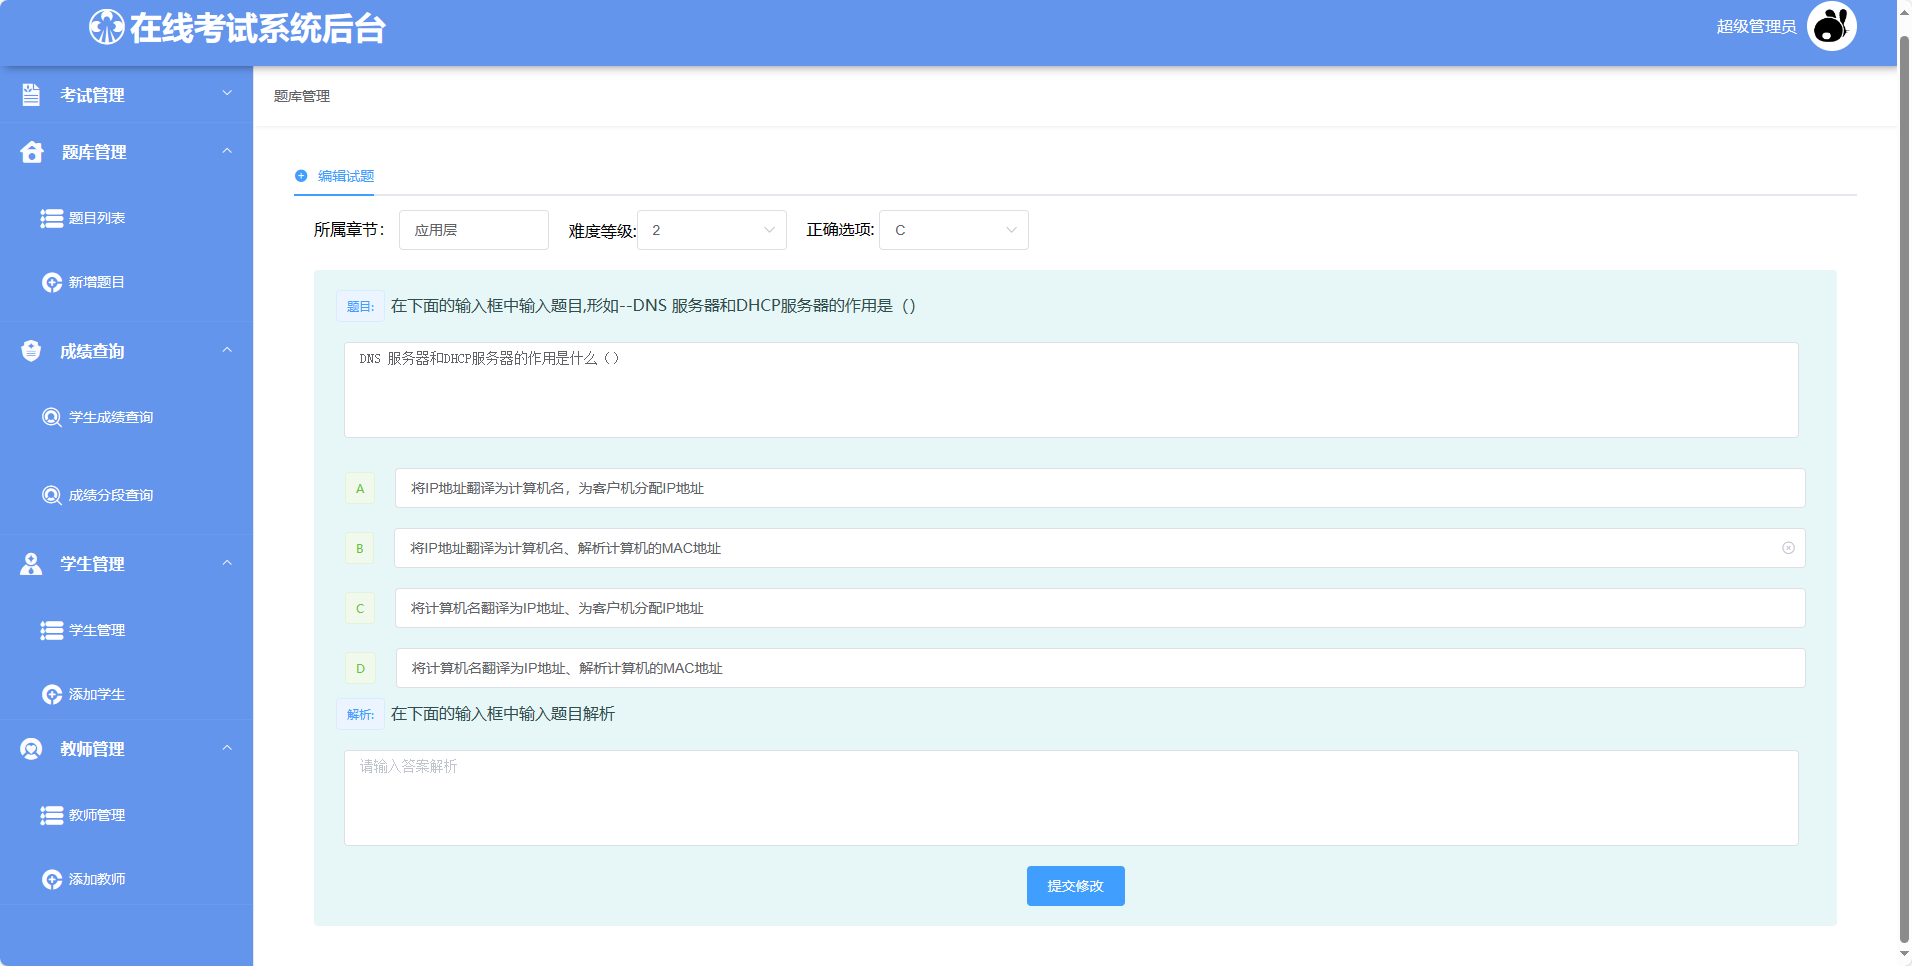 在线考试系统后台
超级管理员
考试管理
题库管理
题目列表
新增题目
成绩查询
学生成绩查询
成绩分段查询
学生管理
学生管理
添加学生
教师管理
教师管理
添加教师
题库管理
编辑试题
所属章节： 应用层 难度等级: 2 正确选项: C
题目: 在下面的输入框中输入题目,形如--DNS 服务器和DHCP服务器的作用是（）
DNS 服务器和DHCP服务器的作用是什么（）
A 将IP地址翻译为计算机名，为客户机分配IP地址
B 将IP地址翻译为计算机名、解析计算机的MAC地址
C 将计算机名翻译为IP地址、为客户机分配IP地址
D 将计算机名翻译为IP地址、解析计算机的MAC地址
解析: 在下面的输入框中输入题目解析
请输入答案解析
提交修改